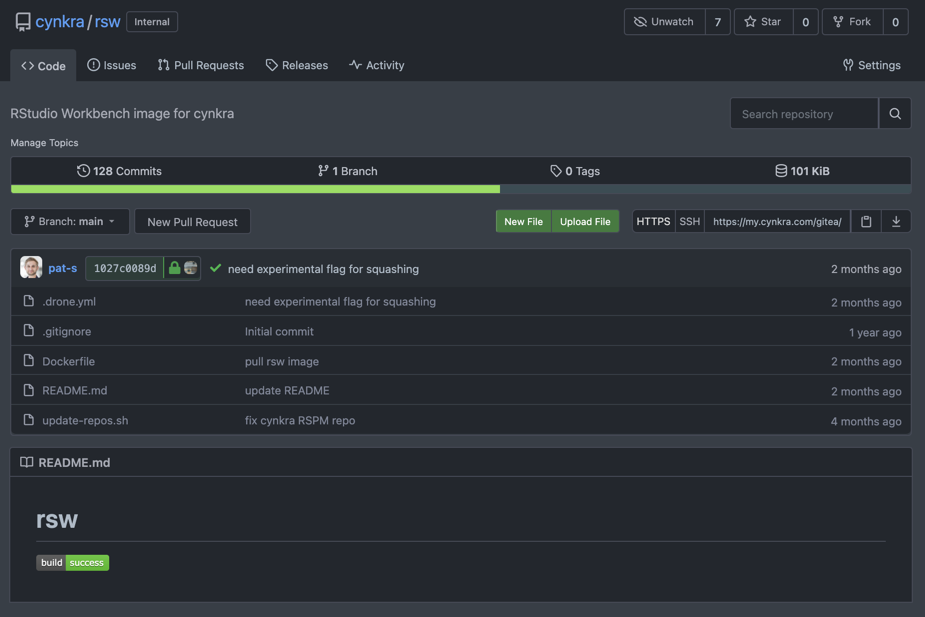 cynkra/rsw Internal Unwatch 7 Star 0 Fork 0
Code Issues Pull Requests Releases Activity Settings
RStudio Workbench image for cynkra Search repository
Manage Topics
128 Commits 1 Branch 0 Tags 101 KiB
Branch: main New Pull Request New File Upload File HTTPS SSH https://my.cynkra.com/gitea/
pat-s 1027c0089d need experimental flag for squashing 2 months ago
.drone.yml need experimental flag for squashing 2 months ago
.gitignore Initial commit 1 year ago
Dockerfile pull rsw image 2 months ago
README.md update README 2 months ago
update-repos.sh fix cynkra RSPM repo 4 months ago
README.md
rsw
build success